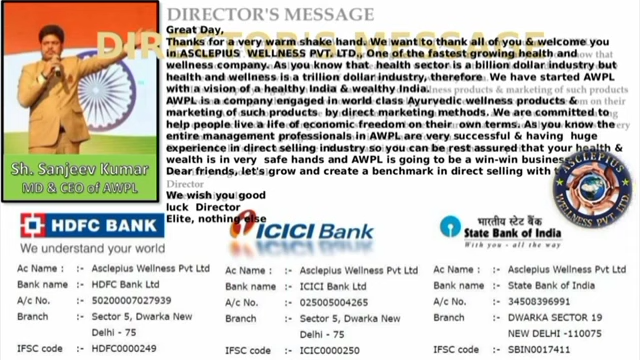 DIRECTOR'S MESSAGE
DIRECTOR'S MESSAGE
Great Day,
Thanks for a very warm shake hand. We want to thank all of you & welcome you
in ASCLEPIUS WELLNESS PVT. LTD., One of the fastest growing health and
wellness company. As you know that health sector is a billion dollar industry but
health and wellness is a trillion dollar industry, therefore We have started AWPL
with a vision of a healthy India & wealthy India.
AWPL is a company engaged in world class Ayurvedic wellness products &
marketing of such products by direct marketing methods. We are committed to
help people live a life of economic freedom on their own terms. As you know the
entire management professionals in AWPL are very successful & having huge
experience in direct selling industry so you can be rest assured that your health &
wealth is in very safe hands and AWPL is going to be a win-win business
Dear friends, let's grow and create a benchmark in direct selling with
Director
We wish you good
luck Director
Elite, nothing else
Sh. Sanjeev Kumar
MD & CEO of AWPL
ASCLEPIUS
WELLNESS PVT. LTD.
HDFC BANK
We understand your world
Ac Name :- Asclepius Wellness Pvt Ltd
Bank name :- HDFC Bank Ltd
A/c No. :- 50200007027939
Branch :- Sector 5, Dwarka New
Delhi - 75
IFSC code :- HDFC0000249
ICICI Bank
Ac Name : :- Asclepius Wellness Pvt Ltd
Bank name :- ICICI Bank Ltd
A/c No. :- 025005004265
Branch :- Sector 5, Dwarka New
Delhi - 75
IFSC code :- ICIC0000250
भारतीय स्टेट बैंक
State Bank of India
With you - all the way
Ac Name : :- Asclepius Wellness Pvt Ltd
Bank name :- State Bank of India
A/c No. :- 34508396991
Branch :- DWARKA SECTOR 19
NEW DELHI -110075
IFSC code :- SBIN0017411